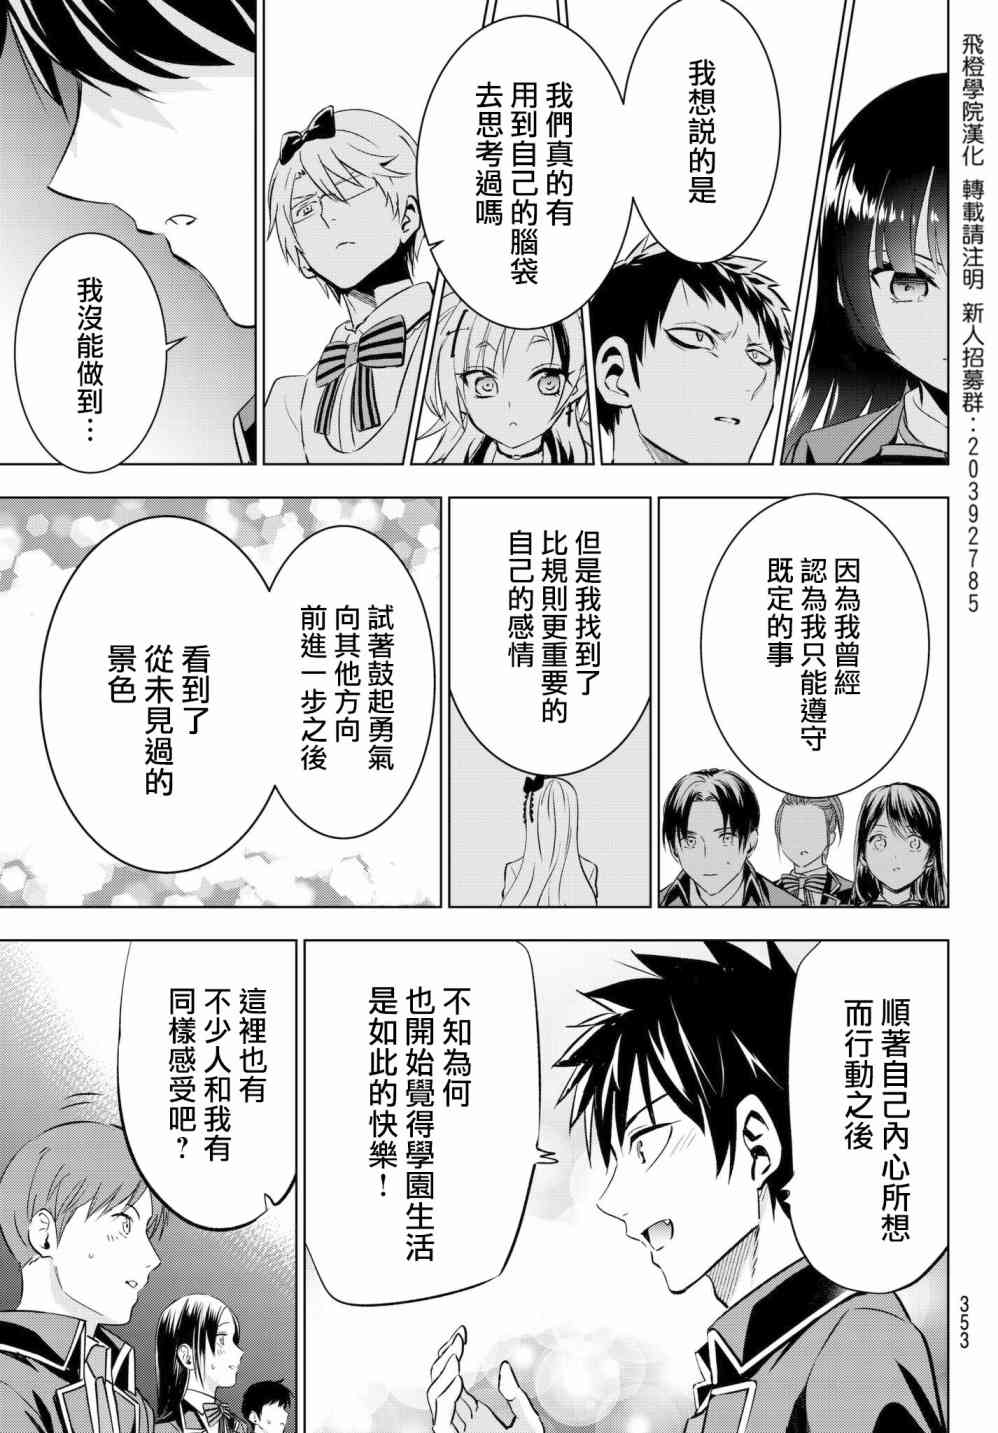 我想説的是
我們真的有
用到自己的腦袋
去思考過嗎
我沒能做到…
因為我曾經
認為我只能遵守
既定的事
但是我找到了
比規則更重要的
自己的感情
試著鼓起勇氣
向其他方向
前進一步之後
看到了
從未見過的
景色
順著自己內心所想
而行動之後
不知為何
也開始覺得學園生活
是如此的快樂！
這裡也有
不少人和我有
同樣感受吧？
飛橙學院漢化 轉載請注明 新人招募群：20392785
353